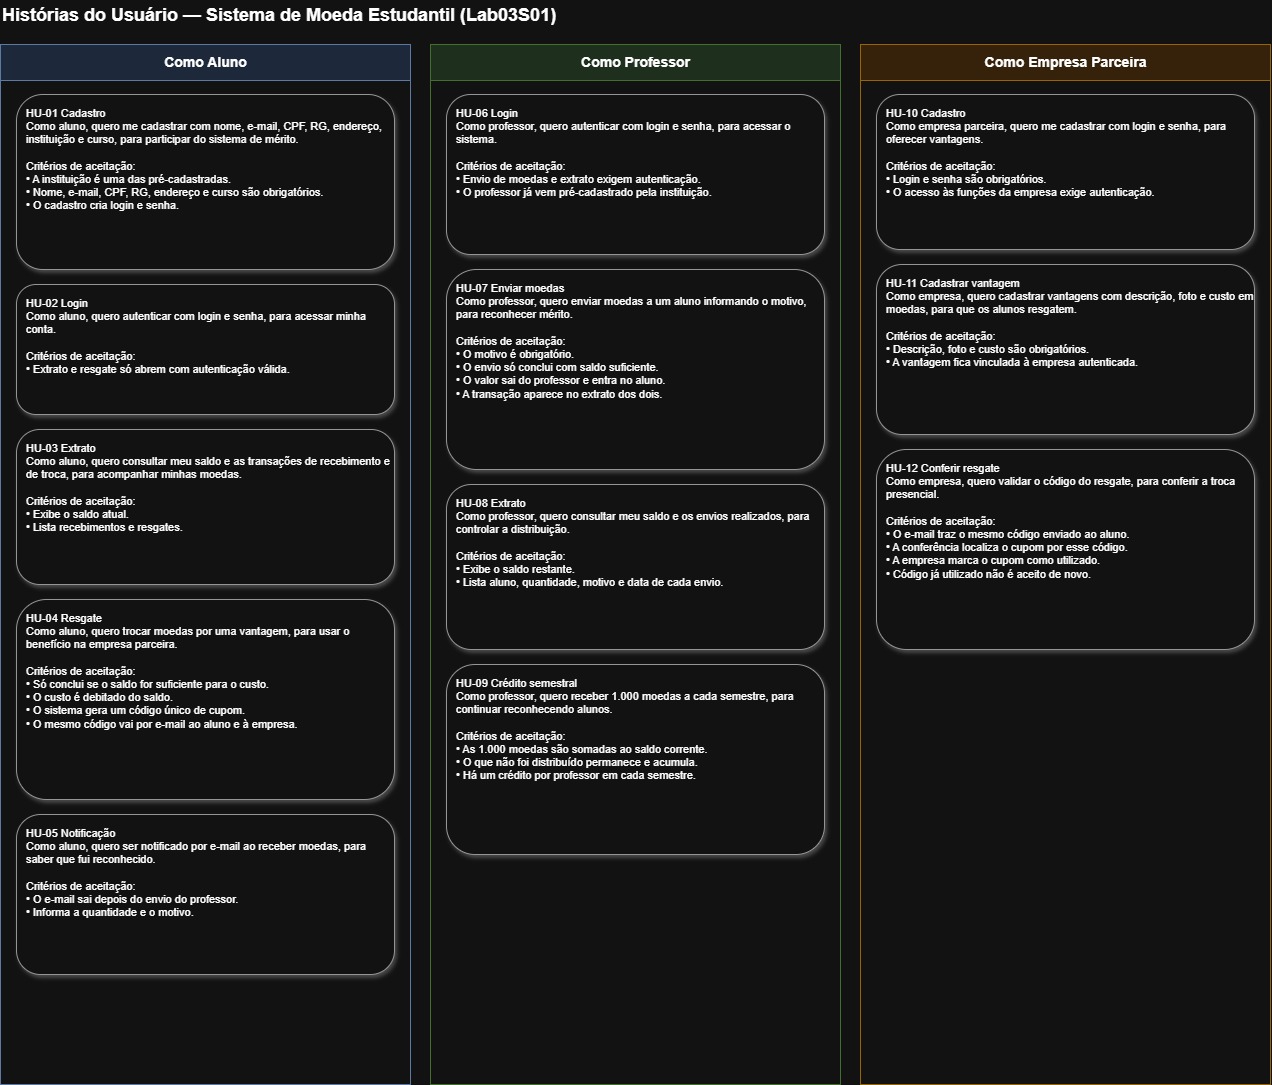 Histórias do Usuário — Sistema de Moeda Estudantil (Lab03S01)
Como Aluno
HU-01 Cadastro
Como aluno, quero me cadastrar com nome, e-mail, CPF, RG, endereço,
instituição e curso, para participar do sistema de mérito.
Critérios de aceitação:
• A instituição é uma das pré-cadastradas.
• Nome, e-mail, CPF, RG, endereço e curso são obrigatórios.
• O cadastro cria login e senha.
HU-02 Login
Como aluno, quero autenticar com login e senha, para acessar minha
conta.
Critérios de aceitação:
• Extrato e resgate só abrem com autenticação válida.
HU-03 Extrato
Como aluno, quero consultar meu saldo e as transações de recebimento e
de troca, para acompanhar minhas moedas.
Critérios de aceitação:
• Exibe o saldo atual.
• Lista recebimentos e resgates.
HU-04 Resgate
Como aluno, quero trocar moedas por uma vantagem, para usar o
benefício na empresa parceira.
Critérios de aceitação:
• Só conclui se o saldo for suficiente para o custo.
• O custo é debitado do saldo.
• O sistema gera um código único de cupom.
• O mesmo código vai por e-mail ao aluno e à empresa.
HU-05 Notificação
Como aluno, quero ser notificado por e-mail ao receber moedas, para
saber que fui reconhecido.
Critérios de aceitação:
• O e-mail sai depois do envio do professor.
• Informa a quantidade e o motivo.
Como Professor
HU-06 Login
Como professor, quero autenticar com login e senha, para acessar o
sistema.
Critérios de aceitação:
• Envio de moedas e extrato exigem autenticação.
• O professor já vem pré-cadastrado pela instituição.
HU-07 Enviar moedas
Como professor, quero enviar moedas a um aluno informando o motivo,
para reconhecer mérito.
Critérios de aceitação:
• O motivo é obrigatório.
• O envio só conclui com saldo suficiente.
• O valor sai do professor e entra no aluno.
• A transação aparece no extrato dos dois.
HU-08 Extrato
Como professor, quero consultar meu saldo e os envios realizados, para
controlar a distribuição.
Critérios de aceitação:
• Exibe o saldo restante.
• Lista aluno, quantidade, motivo e data de cada envio.
HU-09 Crédito semestral
Como professor, quero receber 1.000 moedas a cada semestre, para
continuar reconhecendo alunos.
Critérios de aceitação:
• As 1.000 moedas são somadas ao saldo corrente.
• O que não foi distribuído permanece e acumula.
• Há um crédito por professor em cada semestre.
Como Empresa Parceira
HU-10 Cadastro
Como empresa parceira, quero me cadastrar com login e senha, para
oferecer vantagens.
Critérios de aceitação:
• Login e senha são obrigatórios.
• O acesso às funções da empresa exige autenticação.
HU-11 Cadastrar vantagem
Como empresa, quero cadastrar vantagens com descrição, foto e custo em
moedas, para que os alunos resgatem.
Critérios de aceitação:
• Descrição, foto e custo são obrigatórios.
• A vantagem fica vinculada à empresa autenticada.
HU-12 Conferir resgate
Como empresa, quero validar o código do resgate, para conferir a troca
presencial.
Critérios de aceitação:
• O e-mail traz o mesmo código enviado ao aluno.
• A conferência localiza o cupom por esse código.
• A empresa marca o cupom como utilizado.
• Código já utilizado não é aceito de novo.